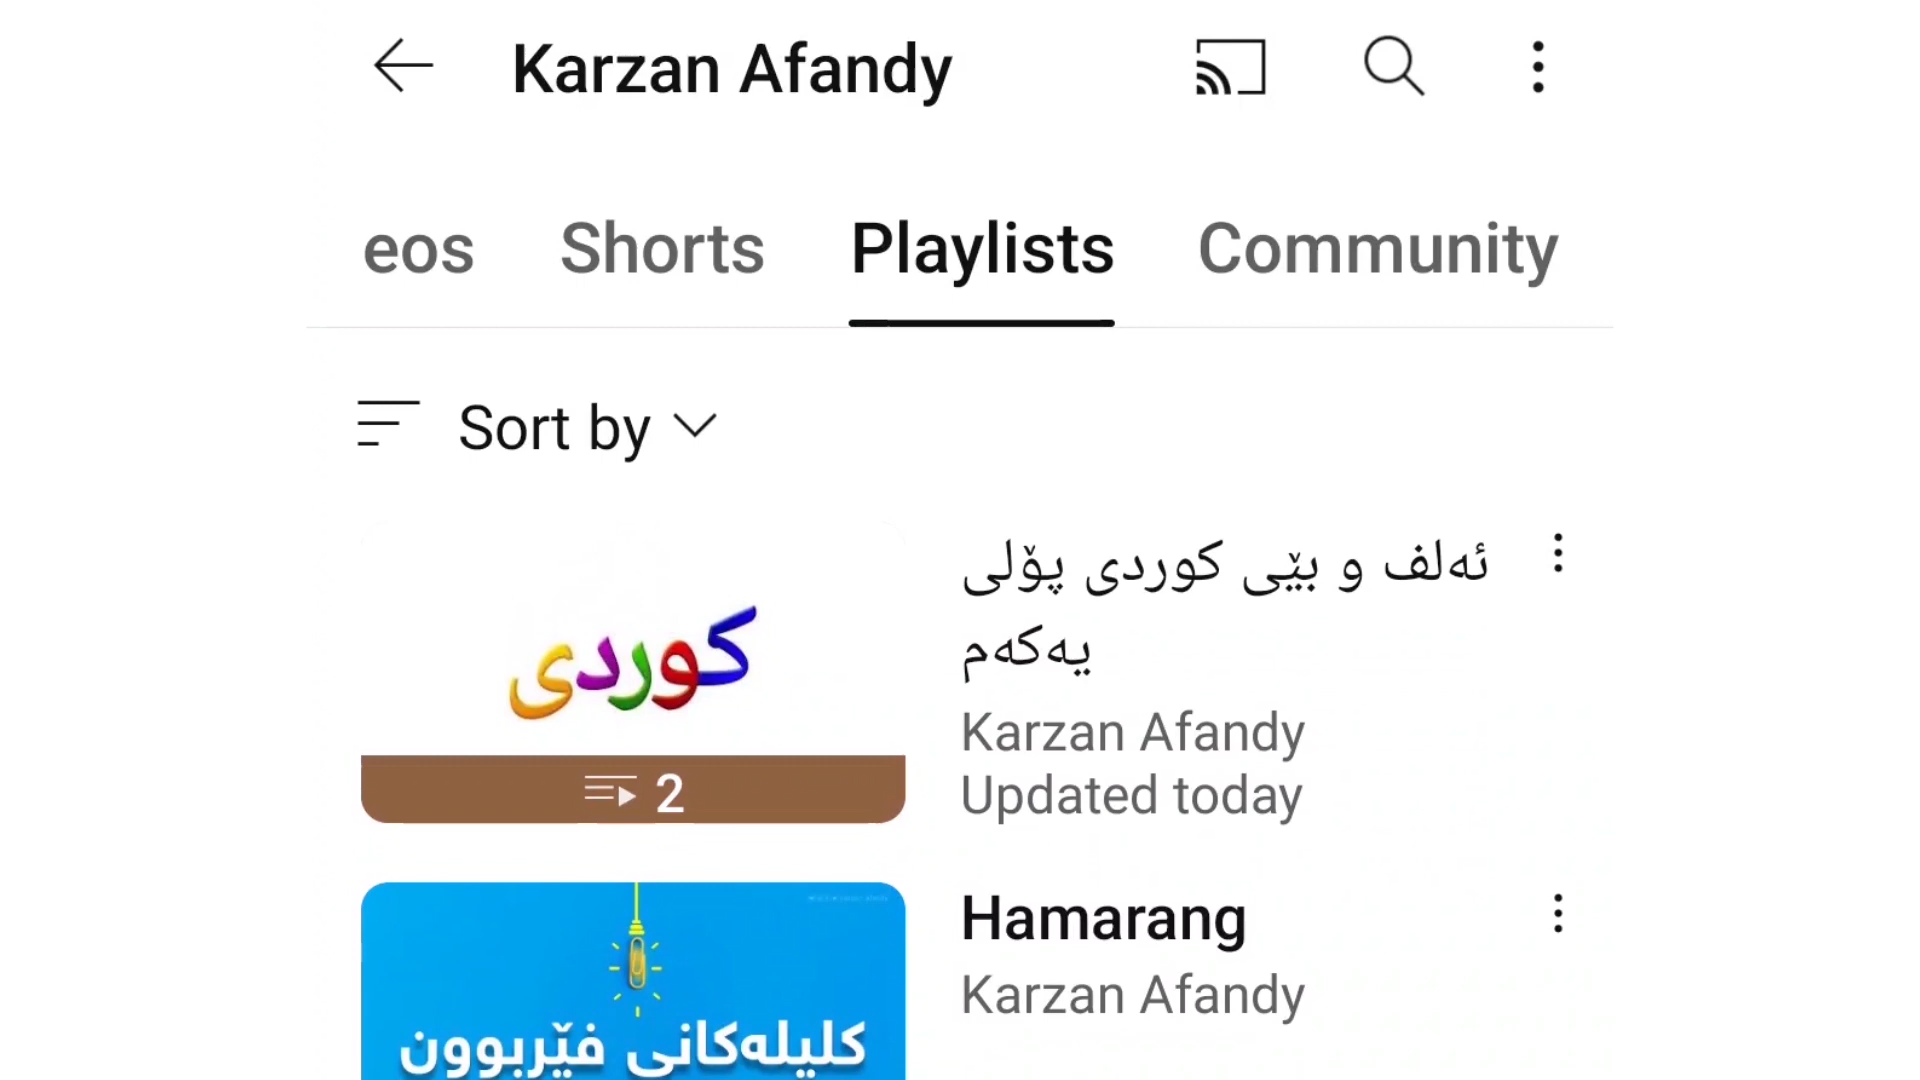 Karzan Afandy
eos Shorts Playlists Community
Sort by
ئەلف و بێی کوردی پۆلی
یەکەم
Karzan Afandy
Updated today
کوردی
2
Hamarang
Karzan Afandy
کلیلەکانی فێربوون